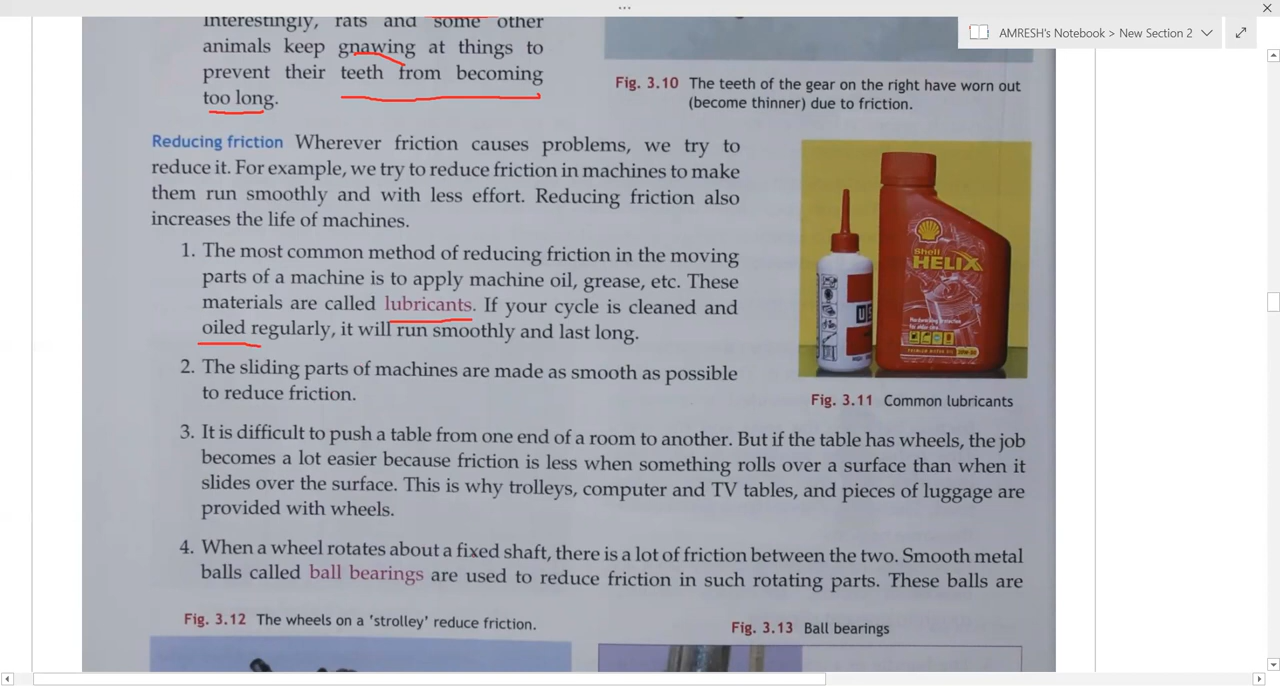 AMRESH's Notebook > New Section 2
Interestingly, rats and some other
animals keep gnawing at things to
prevent their teeth from becoming
too long.
Fig. 3.10 The teeth of the gear on the right have worn out
(become thinner) due to friction.
Reducing friction Wherever friction causes problems, we try to
reduce it. For example, we try to reduce friction in machines to make
them run smoothly and with less effort. Reducing friction also
increases the life of machines.
1. The most common method of reducing friction in the moving
parts of a machine is to apply machine oil, grease, etc. These
materials are called lubricants. If your cycle is cleaned and
oiled regularly, it will run smoothly and last long.
2. The sliding parts of machines are made as smooth as possible
to reduce friction.
Shell
HELIX
Fig. 3.11 Common lubricants
3. It is difficult to push a table from one end of a room to another. But if the table has wheels, the job
becomes a lot easier because friction is less when something rolls over a surface than when it
slides over the surface. This is why trolleys, computer and TV tables, and pieces of luggage are
provided with wheels.
4. When a wheel rotates about a fixed shaft, there is a lot of friction between the two. Smooth metal
balls called ball bearings are used to reduce friction in such rotating parts. These balls are
Fig. 3.12 The wheels on a 'strolley' reduce friction.
Fig. 3.13 Ball bearings